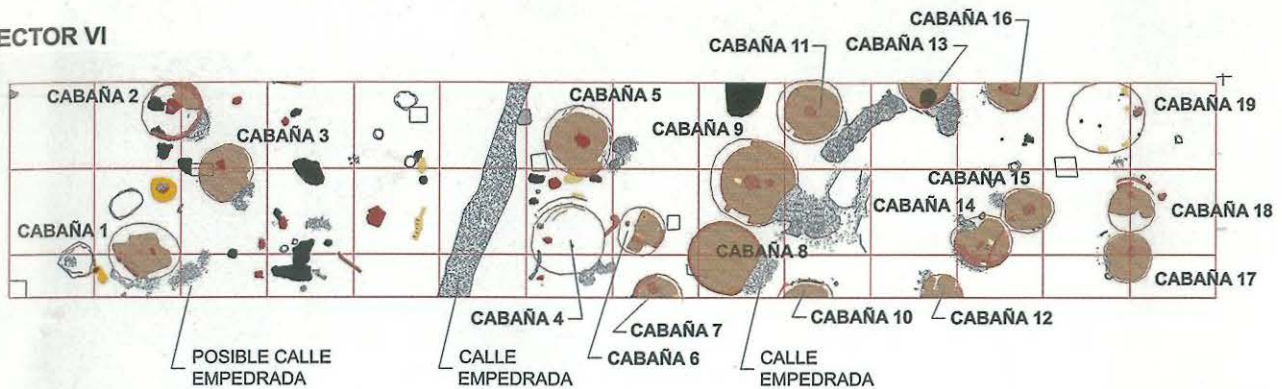 ECTOR VI
CABAÑA 16
CABAÑA 11
CABAÑA 13
CABAÑA 2
CABAÑA 5
CABAÑA 19
CABAÑA 3
CABAÑA 9
CABAÑA 15
CABAÑA 14
CABAÑA 18
CABAÑA 1
CABAÑA 8
CABAÑA 17
CABAÑA 4
CABAÑA 7
CABAÑA 10
CABAÑA 12
CABAÑA 6
POSIBLE CALLE
EMPEDRADA
CALLE
EMPEDRADA
CALLE
EMPEDRADA